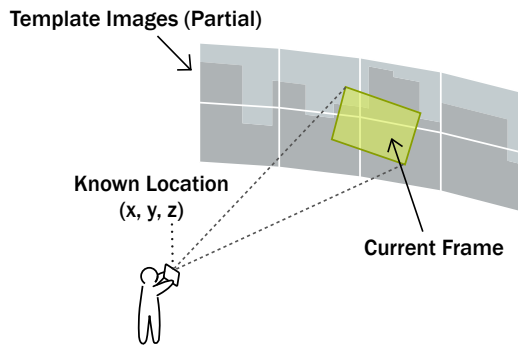 Template Images (Partial)
Known Location
(x, y, z)
Current Frame